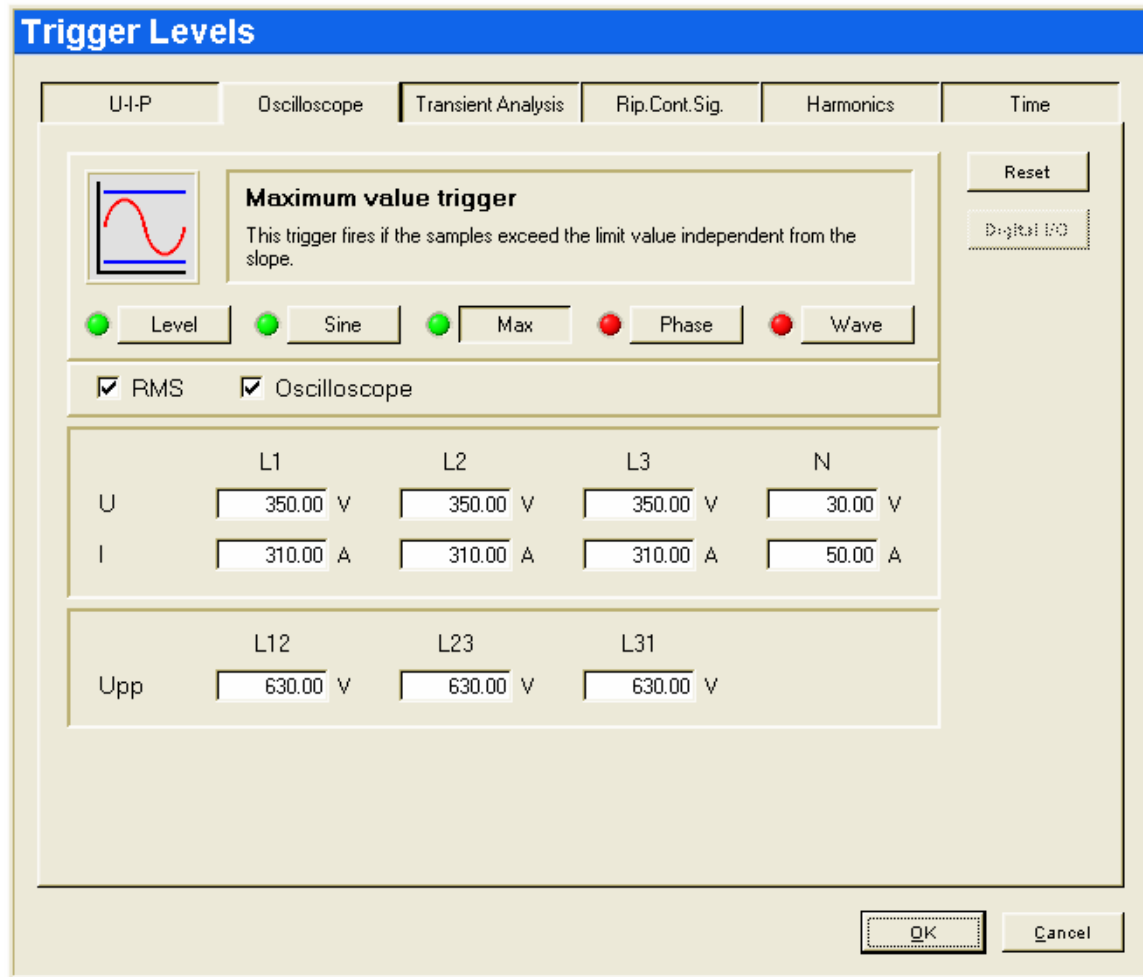 Trigger Levels
U-I-P Oscilloscope Transient Analysis Rip.Cont.Sig. Harmonics Time
Maximum value trigger
This trigger fires if the samples exceed the limit value independent from the
slope.
Reset
Digital I/O
Level Sine Max Phase Wave
RMS Oscilloscope
L1 L2 L3 N
U 350.00 V 350.00 V 350.00 V 30.00 V
I 310.00 A 310.00 A 310.00 A 50.00 A
L12 L23 L31
Upp 630.00 V 630.00 V 630.00 V
OK Cancel